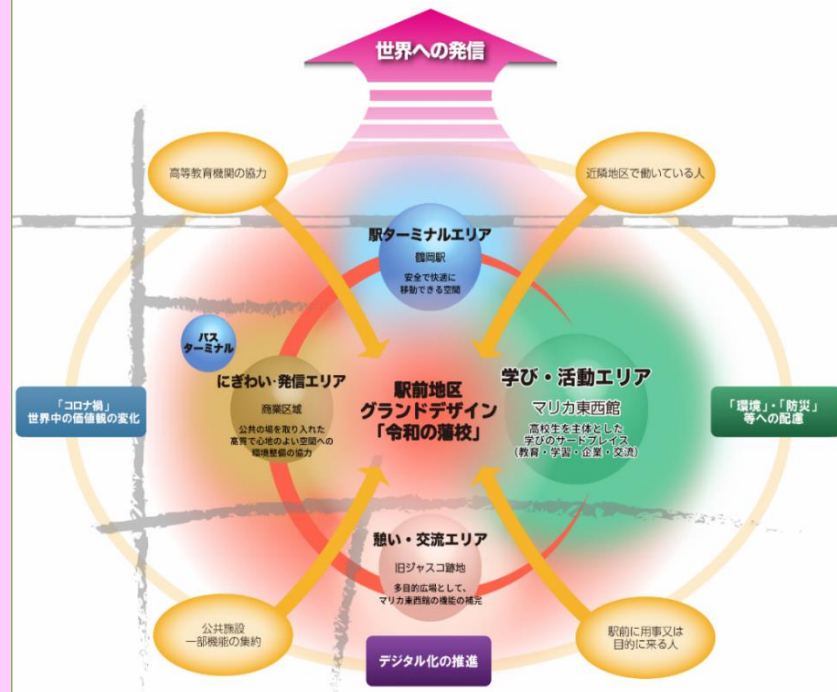 世界への発信
高等教育機関の協力
近隣地区で働いている人
駅ターミナルエリア
鶴岡駅
安全で快適に
移動できる空間
バス
ターミナル
にぎわい・発信エリア
商業区域
公共の場を取り入れた
高質で心地のよい空間への
環境整備の協力
駅前地区
グランドデザイン
「令和の藩校」
学び・活動エリア
マリカ東西館
高校生を主体とした
学びのサードプレイス
(教育・学習・企業・交流)
「コロナ禍」
世界中の価値観の変化
「環境」・「防災」
等への配慮
憩い・交流エリア
旧ジャスコ跡地
多目的広場として、
マリカ東西館の機能の補完
公共施設
一部機能の集約
駅前に用事又は
目的に来る人
デジタル化の推進